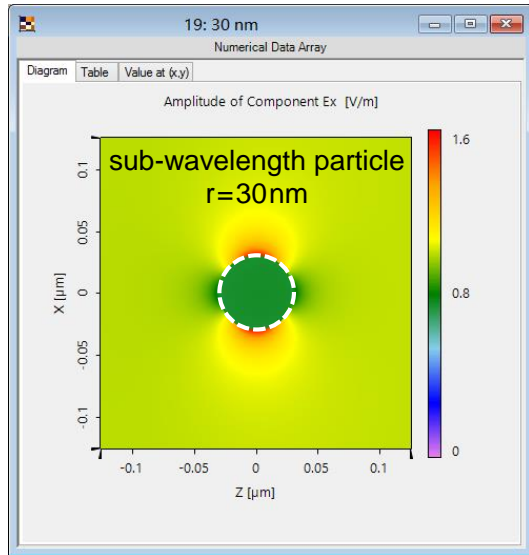 19: 30 nm
Numerical Data Array
Diagram Table Value at (x,y)
Amplitude of Component Ex [V/m]
sub-wavelength particle
r=30nm
1.6
0.8
0
0.1
0.05
0
-0.05
-0.1
X [µm]
-0.1 -0.05 0 0.05 0.1
Z [µm]